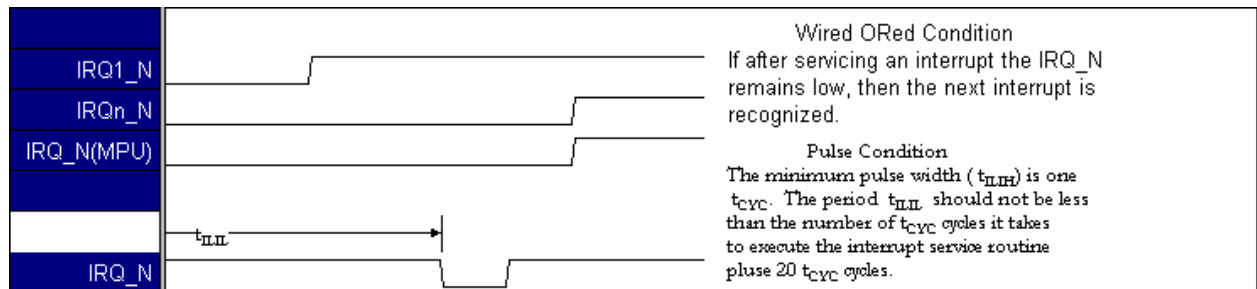 IRQ1_N
IRQn_N
IRQ_N(MPU)
tILIL
IRQ_N
Wired ORed Condition
If after servicing an interrupt the IRQ_N
remains low, then the next interrupt is
recognized.
Pulse Condition
The minimum pulse width ( tILIH) is one
tCYC. The period tILIL should not be less
than the number of tCYC cycles it takes
to execute the interrupt service routine
pluse 20 tCYC cycles.